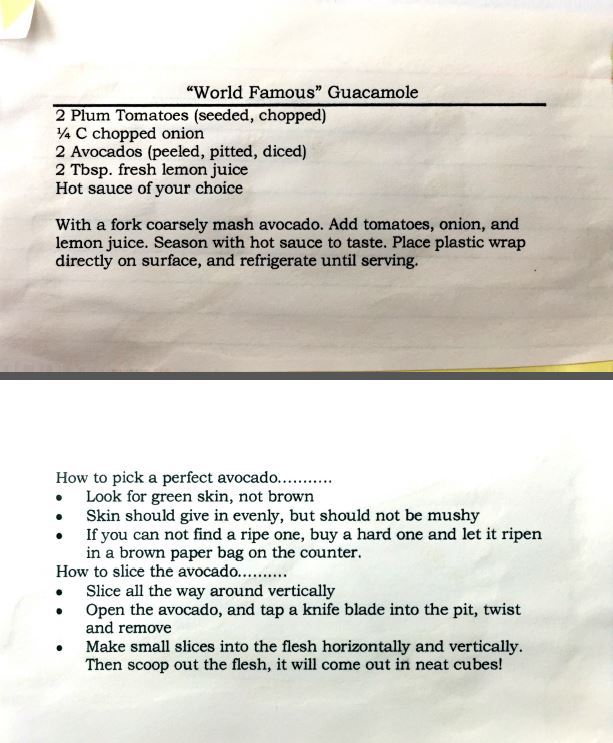 “World Famous” Guacamole
2 Plum Tomatoes (seeded, chopped)
¼ C chopped onion
2 Avocados (peeled, pitted, diced)
2 Tbsp. fresh lemon juice
Hot sauce of your choice
With a fork coarsely mash avocado. Add tomatoes, onion, and
lemon juice. Season with hot sauce to taste. Place plastic wrap
directly on surface, and refrigerate until serving.
How to pick a perfect avocado...........
• Look for green skin, not brown
• Skin should give in evenly, but should not be mushy
• If you can not find a ripe one, buy a hard one and let it ripen
in a brown paper bag on the counter.
How to slice the avocado..........
• Slice all the way around vertically
• Open the avocado, and tap a knife blade into the pit, twist
and remove
• Make small slices into the flesh horizontally and vertically.
Then scoop out the flesh, it will come out in neat cubes!